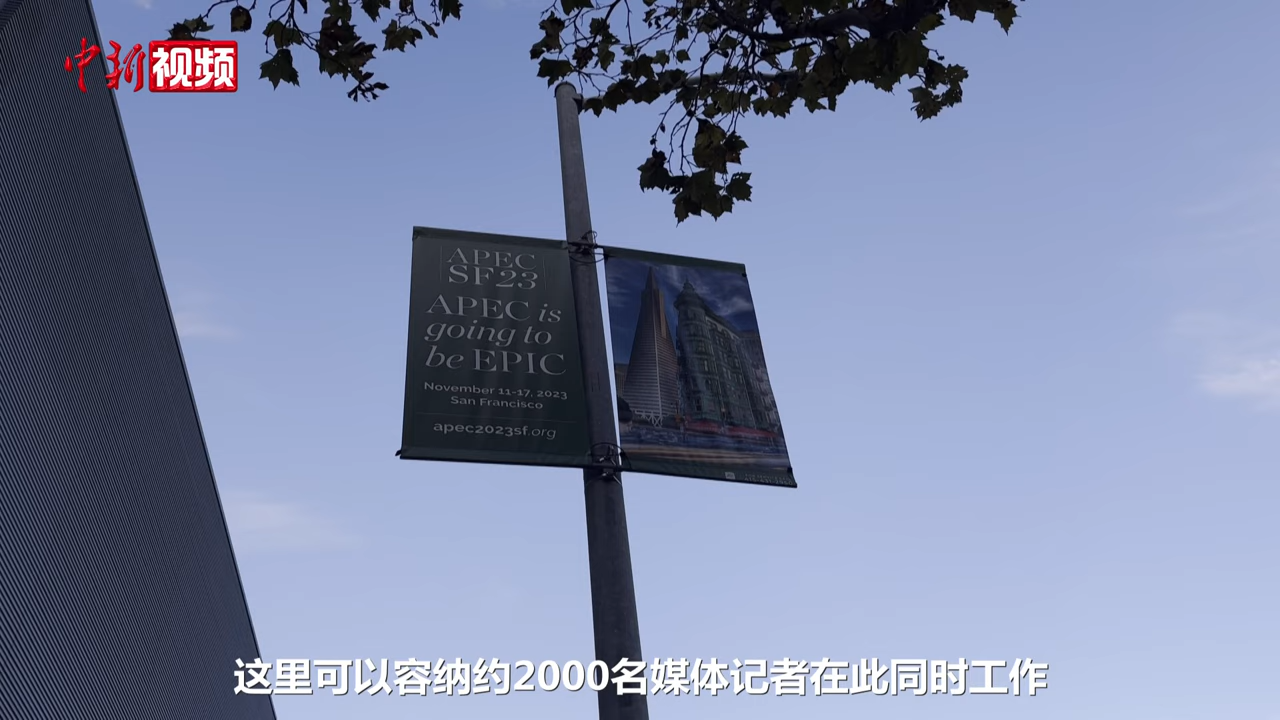 中新视频
APEC
SF23
APEC is
going to
be EPIC
November 11-17, 2023
San Francisco
apec2023sf.org
这里可以容纳约2000名媒体记者在此同时工作